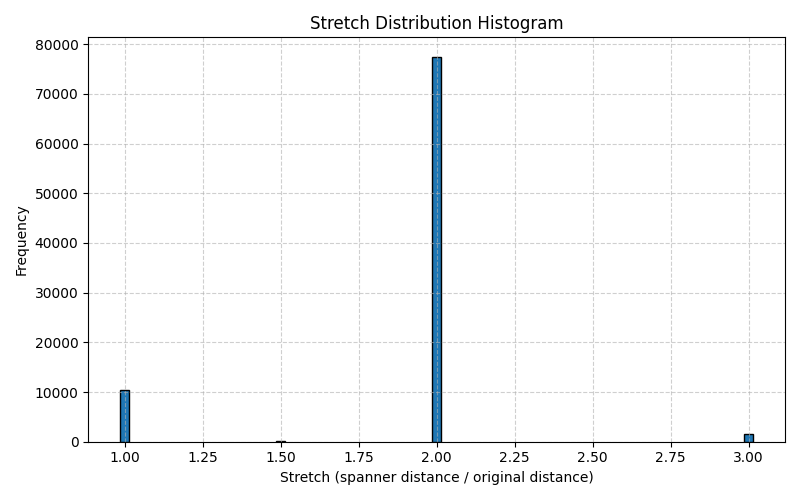 Stretch Distribution Histogram
80000
70000
60000
50000
40000
30000
20000
10000
0
Frequency
1.00 1.25 1.50 1.75 2.00 2.25 2.50 2.75 3.00
Stretch (spanner distance / original distance)